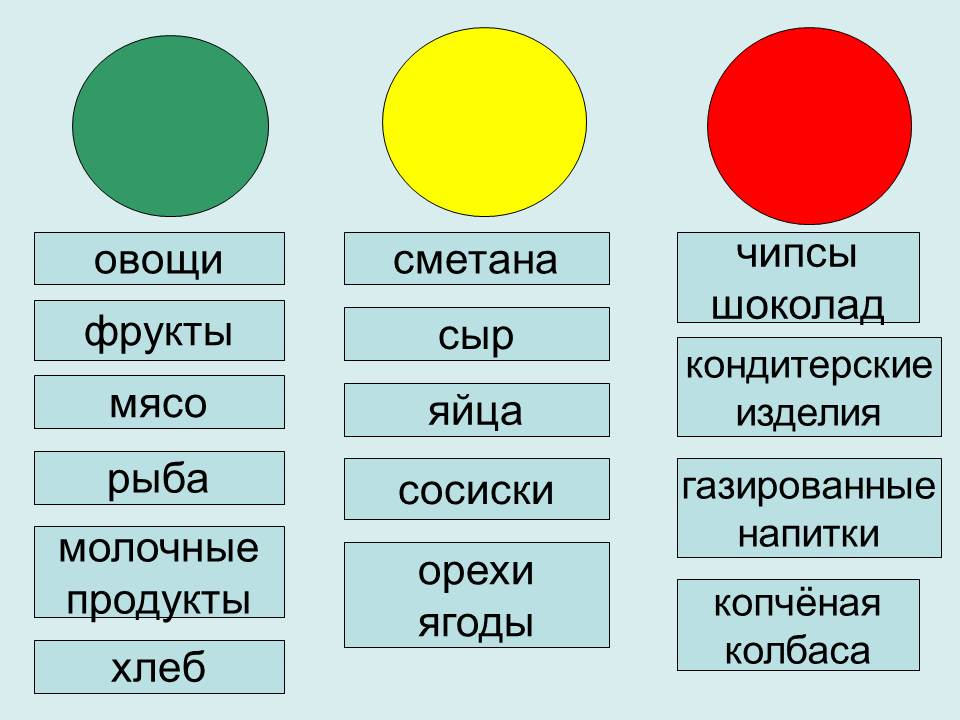 овощи
фрукты
мясо
рыба
молочные
продукты
хлеб
сметана
сыр
яйца
сосиски
орехи
ягоды
чипсы
шоколад
кондитерские
изделия
газированные
напитки
копчёная
колбаса